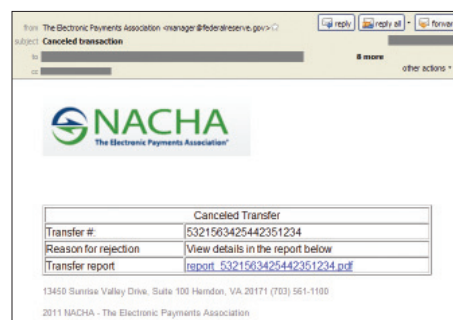 from The Electronic Payments Association <manager@federalreserve.gov>
reply
reply all
forward
subject Canceled transaction
to
8 more
cc
other actions
NACHA
The Electronic Payments Association®
Canceled Transfer
Transfer #: 5321563425442351234
Reason for rejection View details in the report below
Transfer report report_5321563425442351234.pdf
13450 Sunrise Valley Drive, Suite 100 Herndon, VA 20171 (703) 561-1100
2011 NACHA - The Electronic Payments Association